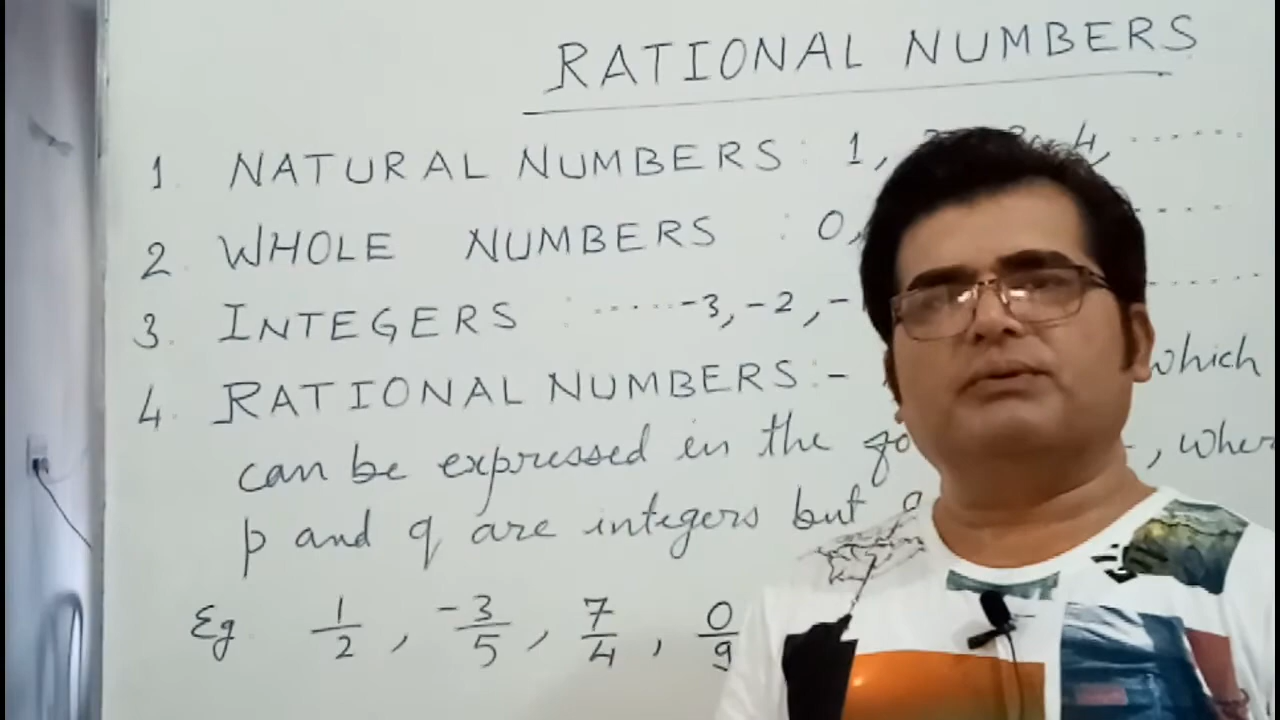 RATIONAL NUMBERS
1. NATURAL NUMBERS : 1, 4, ......
2. WHOLE NUMBERS : 0, ....
3. INTEGERS : ...... -3, -2, - ......
4. RATIONAL NUMBERS :- which
can be expressed in the
p and q are integers but
Eg 1/2, -3/5, 7/4, 0/9